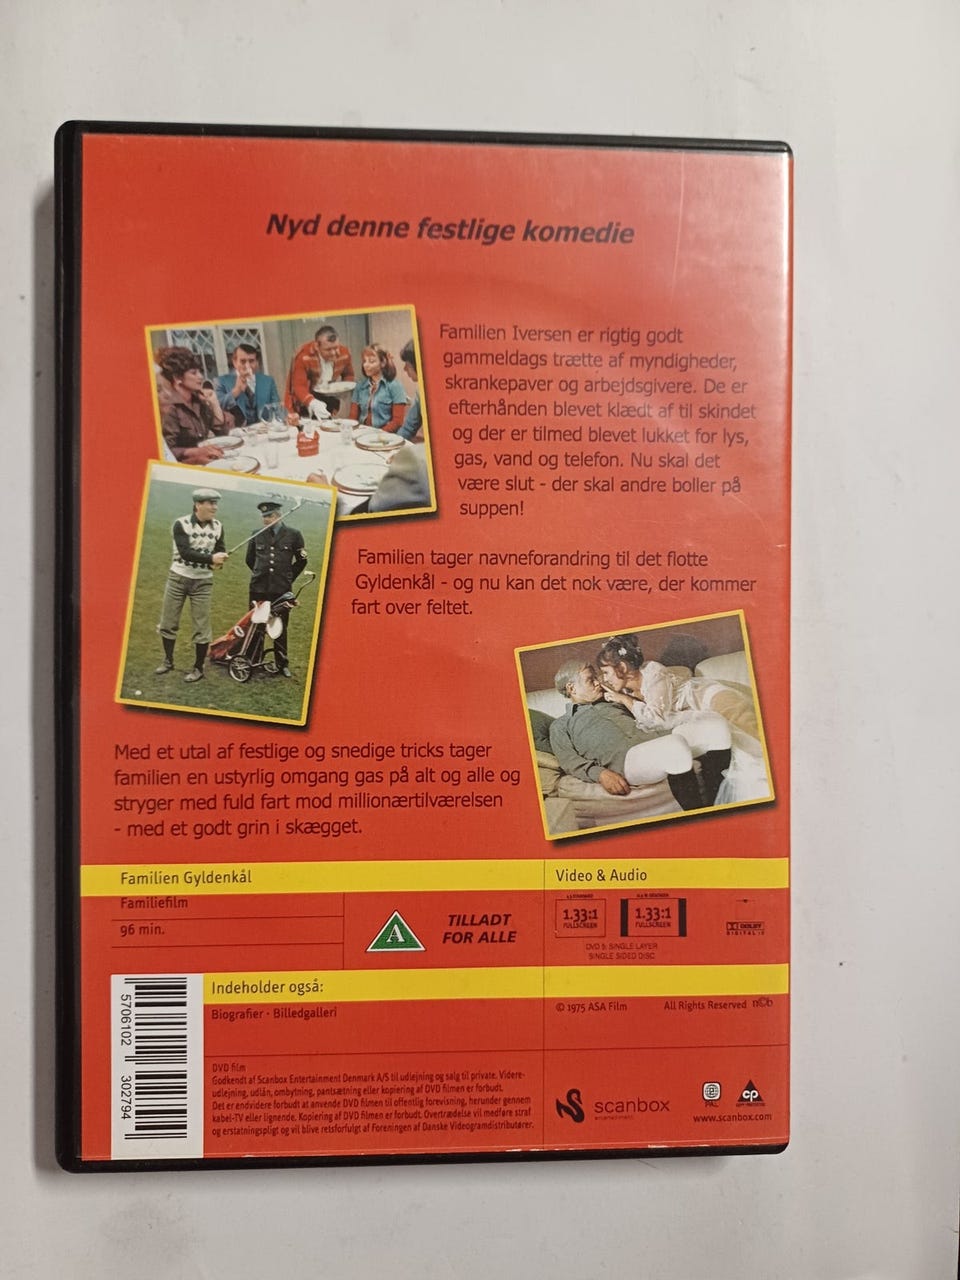 Nyd denne festlige komedie
Familien Iversen er rigtig godt
gammeldags trætte af myndigheder,
skrankepaver og arbejdsgivere. De er
efterhånden blevet klædt af til skindet
og der er tilmed blevet lukket for lys,
gas, vand og telefon. Nu skal det
være slut - der skal andre boller på
suppen!
Familien tager navneforandring til det flotte
Gyldenkål - og nu kan det nok være, der kommer
fart over feltet.
Med et utal af festlige og snedige tricks tager
familien en ustyrlig omgang gas på alt og alle og
stryger med fuld fart mod millionærtilværelsen
- med et godt grin i skægget.
Familien Gyldenkål
Familiefilm
96 min.
A
TILLADT
FOR ALLE
Video & Audio
1.33:1
FULLSCREEN
1.33:1
FULLSCREEN
DOLBY
DIGITAL
DVD 5: SINGLE LAYER
SINGLE SIDED DISC
Indeholder også:
Biografier · Billedgalleri
© 1975 ASA Film
All Rights Reserved
n©b
5706102 302794
DVD film
Godkendt af Scanbox Entertainment Denmark A/S til udlejning og salg til private. Videre-
udlejning, udlån, ombytning, pantsætning eller kopiering af DVD filmen er forbudt.
Det er endvidere forbudt at anvende DVD filmen til offentlig forevisning, herunder gennem
kabel-TV eller lignende. Kopiering af DVD filmen er forbudt. Overtrædelse vil medføre straf
og erstatningspligt og vil blive retsforfulgt af Foreningen af Danske Videogramdistributører.
scanbox
entertainment
PAL
cp
www.scanbox.com